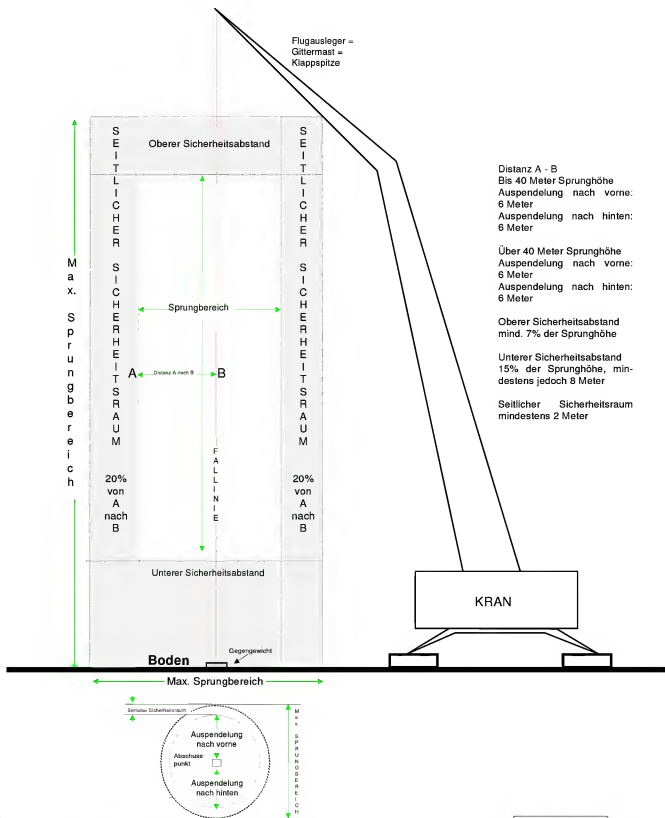 Flugausleger =
Gittermast =
Klappspitze
Oberer Sicherheitsabstand
SEITLICHER SICHERHEITSRAUM
20%
von
A
nach
B
SEITLICHER SICHERHEITSRAUM
20%
von
A
nach
B
Max. Sprungbereich
Sprungbereich
A
Distanz A nach B
B
FALLINIE
Unterer Sicherheitsabstand
Distanz A - B
Bis 40 Meter Sprunghöhe
Auspendelung nach vorne:
6 Meter
Auspendelung nach hinten:
6 Meter
Über 40 Meter Sprunghöhe
Auspendelung nach vorne:
6 Meter
Auspendelung nach hinten:
6 Meter
Oberer Sicherheitsabstand
mind. 7% der Sprunghöhe
Unterer Sicherheitsabstand
15% der Sprunghöhe, min-
destens jedoch 8 Meter
Seitlicher Sicherheitsraum
mindestens 2 Meter
KRAN
Boden
Gegengewicht
Max. Sprungbereich
Seitlicher Sicherheitsraum
Auspendelung
nach vorne
Abschuss
punkt
Auspendelung
nach hinten
Max SPRUNGBEREICH